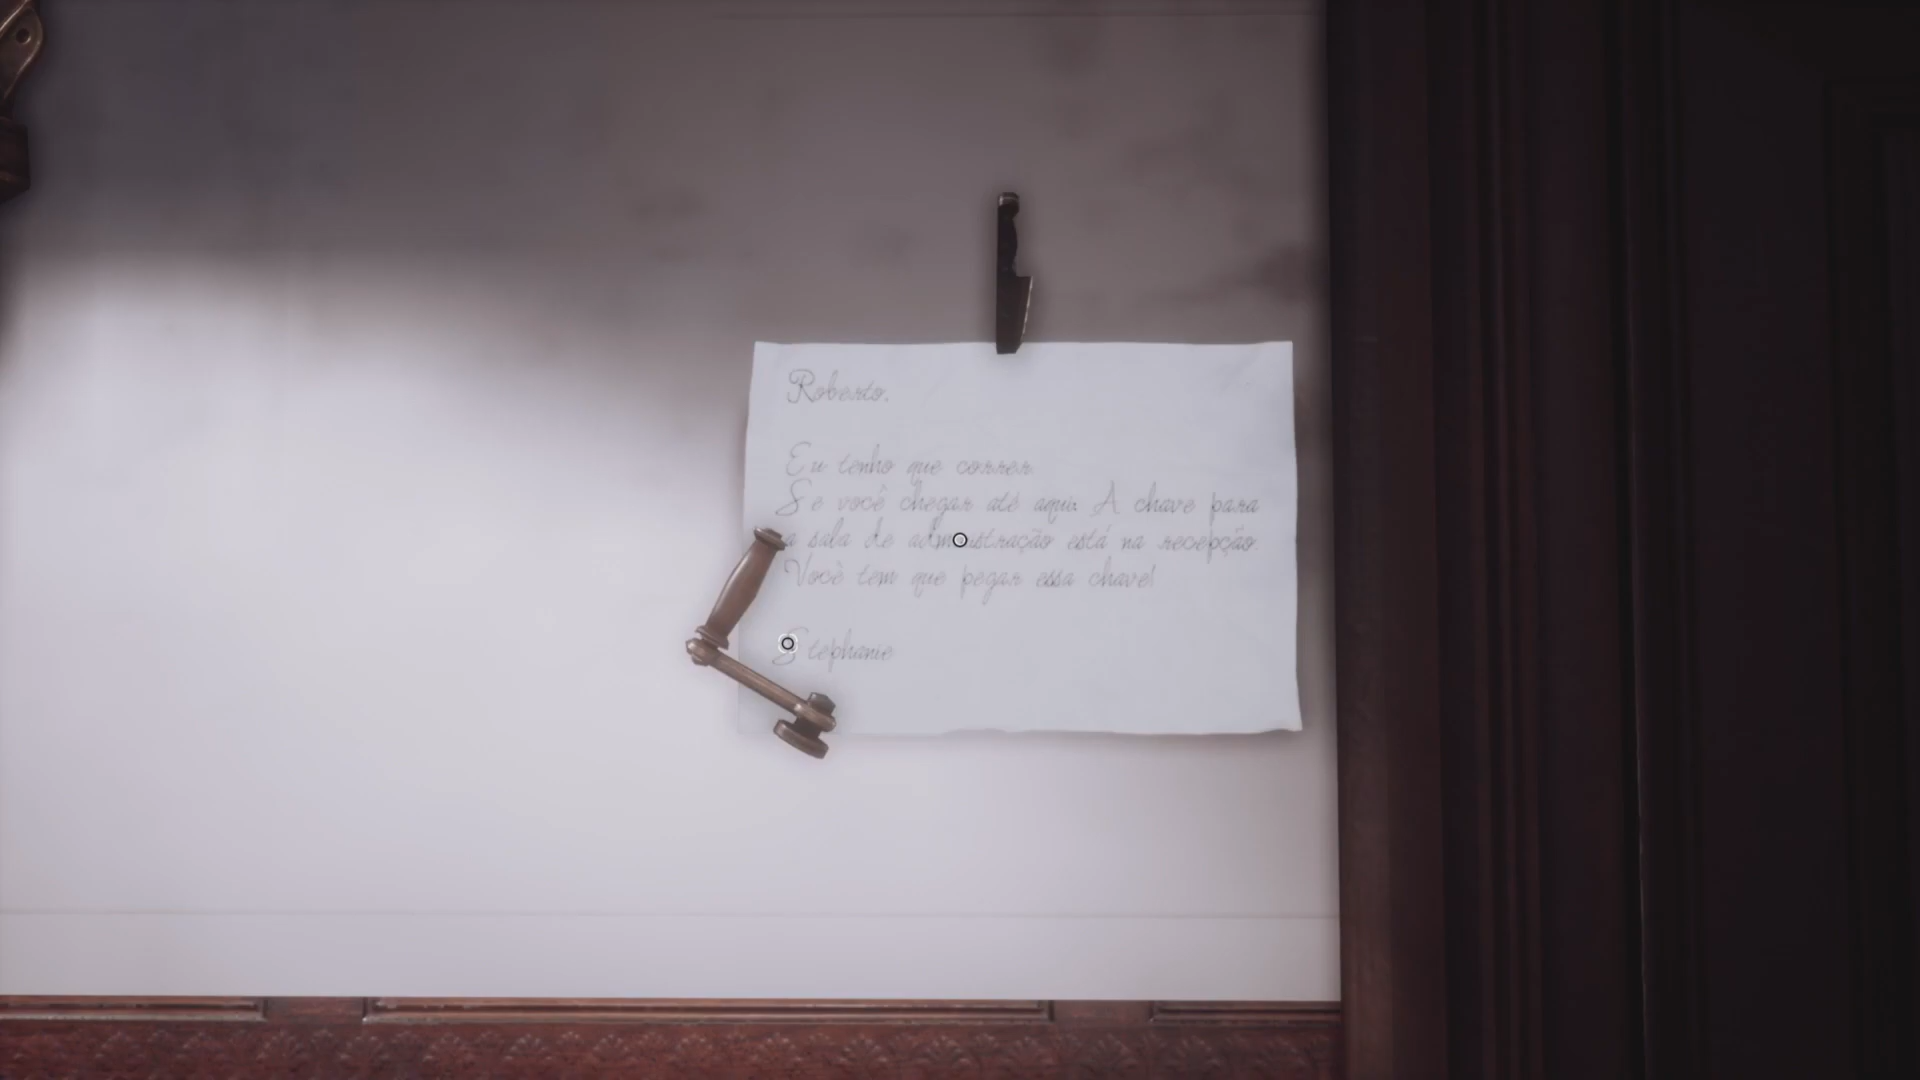 Roberto,
Eu tenho que correr.
Se você chegar até aqui: A chave para
a sala de administração está na recepção.
Você tem que pegar essa chave!
Stephanie